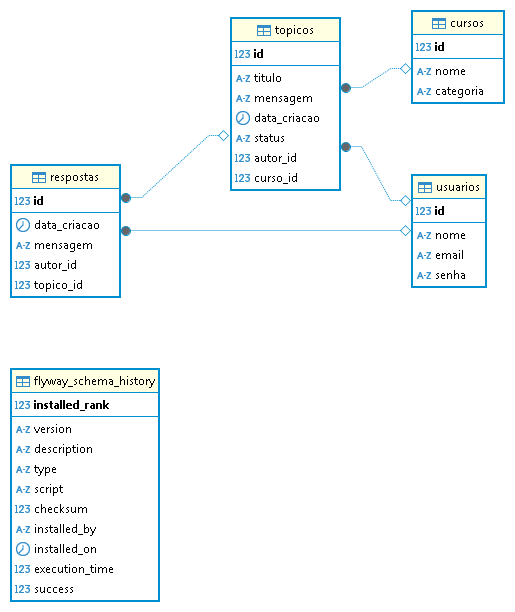 topicos
123 id
A-Z titulo
A-Z mensagem
data_criacao
A-Z status
123 autor_id
123 curso_id
cursos
123 id
A-Z nome
A-Z categoria
respostas
123 id
data_criacao
A-Z mensagem
123 autor_id
123 topico_id
usuarios
123 id
A-Z nome
A-Z email
A-Z senha
flyway_schema_history
123 installed_rank
A-Z version
A-Z description
A-Z type
A-Z script
123 checksum
A-Z installed_by
installed_on
123 execution_time
123 success